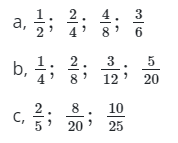 a, 1/2; 2/4; 4/8; 3/6
b, 1/4; 2/8; 3/12; 5/20
c, 2/5; 8/20; 10/25